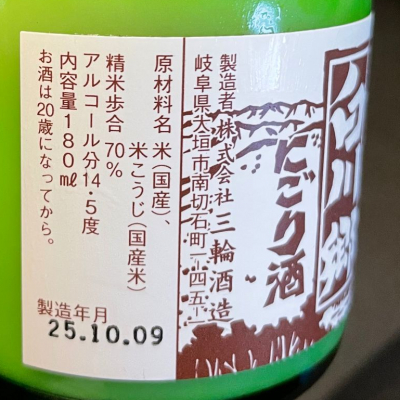 白川郷
にごり酒
製造者 株式会社 三輪酒造
岐阜県大垣市南切石町一-四五-一
原材料名 米(国産)、
米こうじ(国産米)
精米歩合 70%
アルコール分14・5度
内容量180ml
お酒は20歳になってから。
製造年月
25.10.09